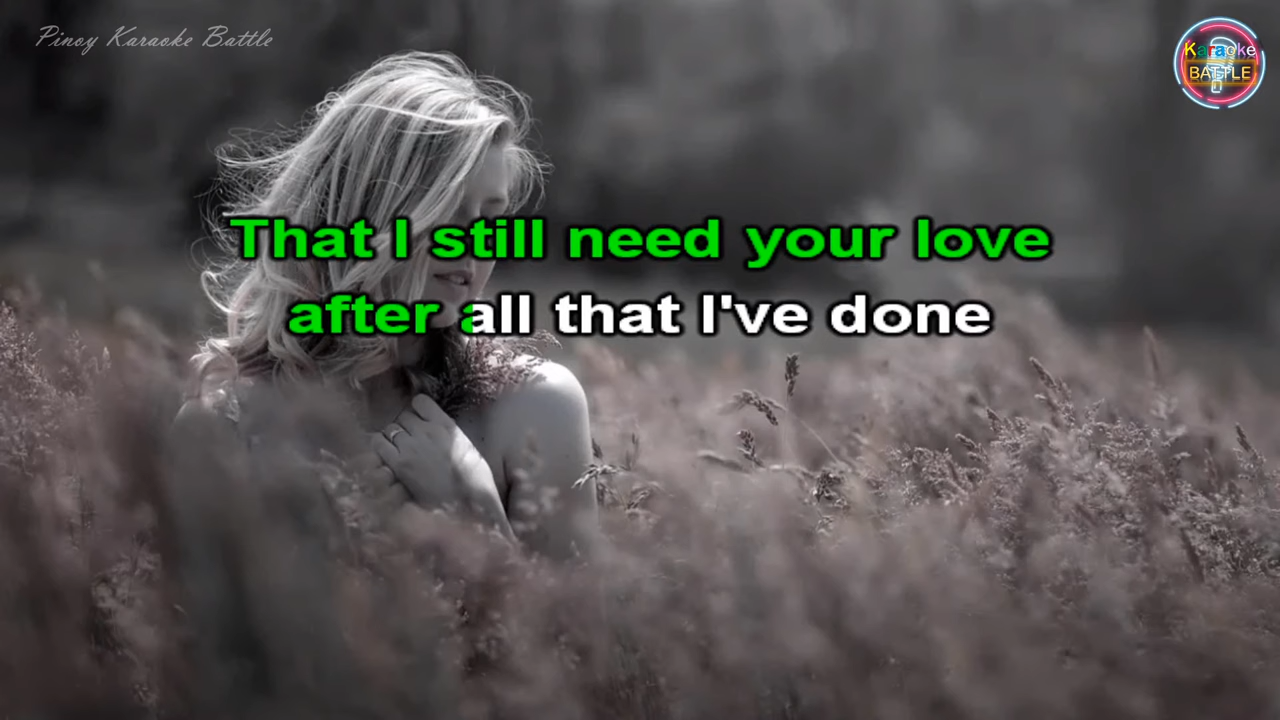 Pinoy Karaoke Battle
Karaoke
BATTLE
That I still need your love
after all that I've done